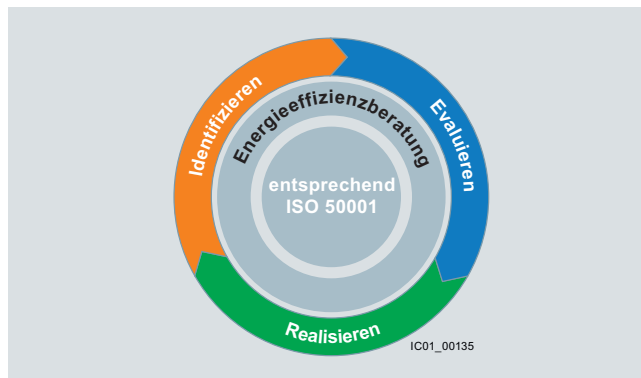 Identifizieren
Evaluieren
Energieeffizienzberatung
entsprechend
ISO 50001
Realisieren
IC01_00135